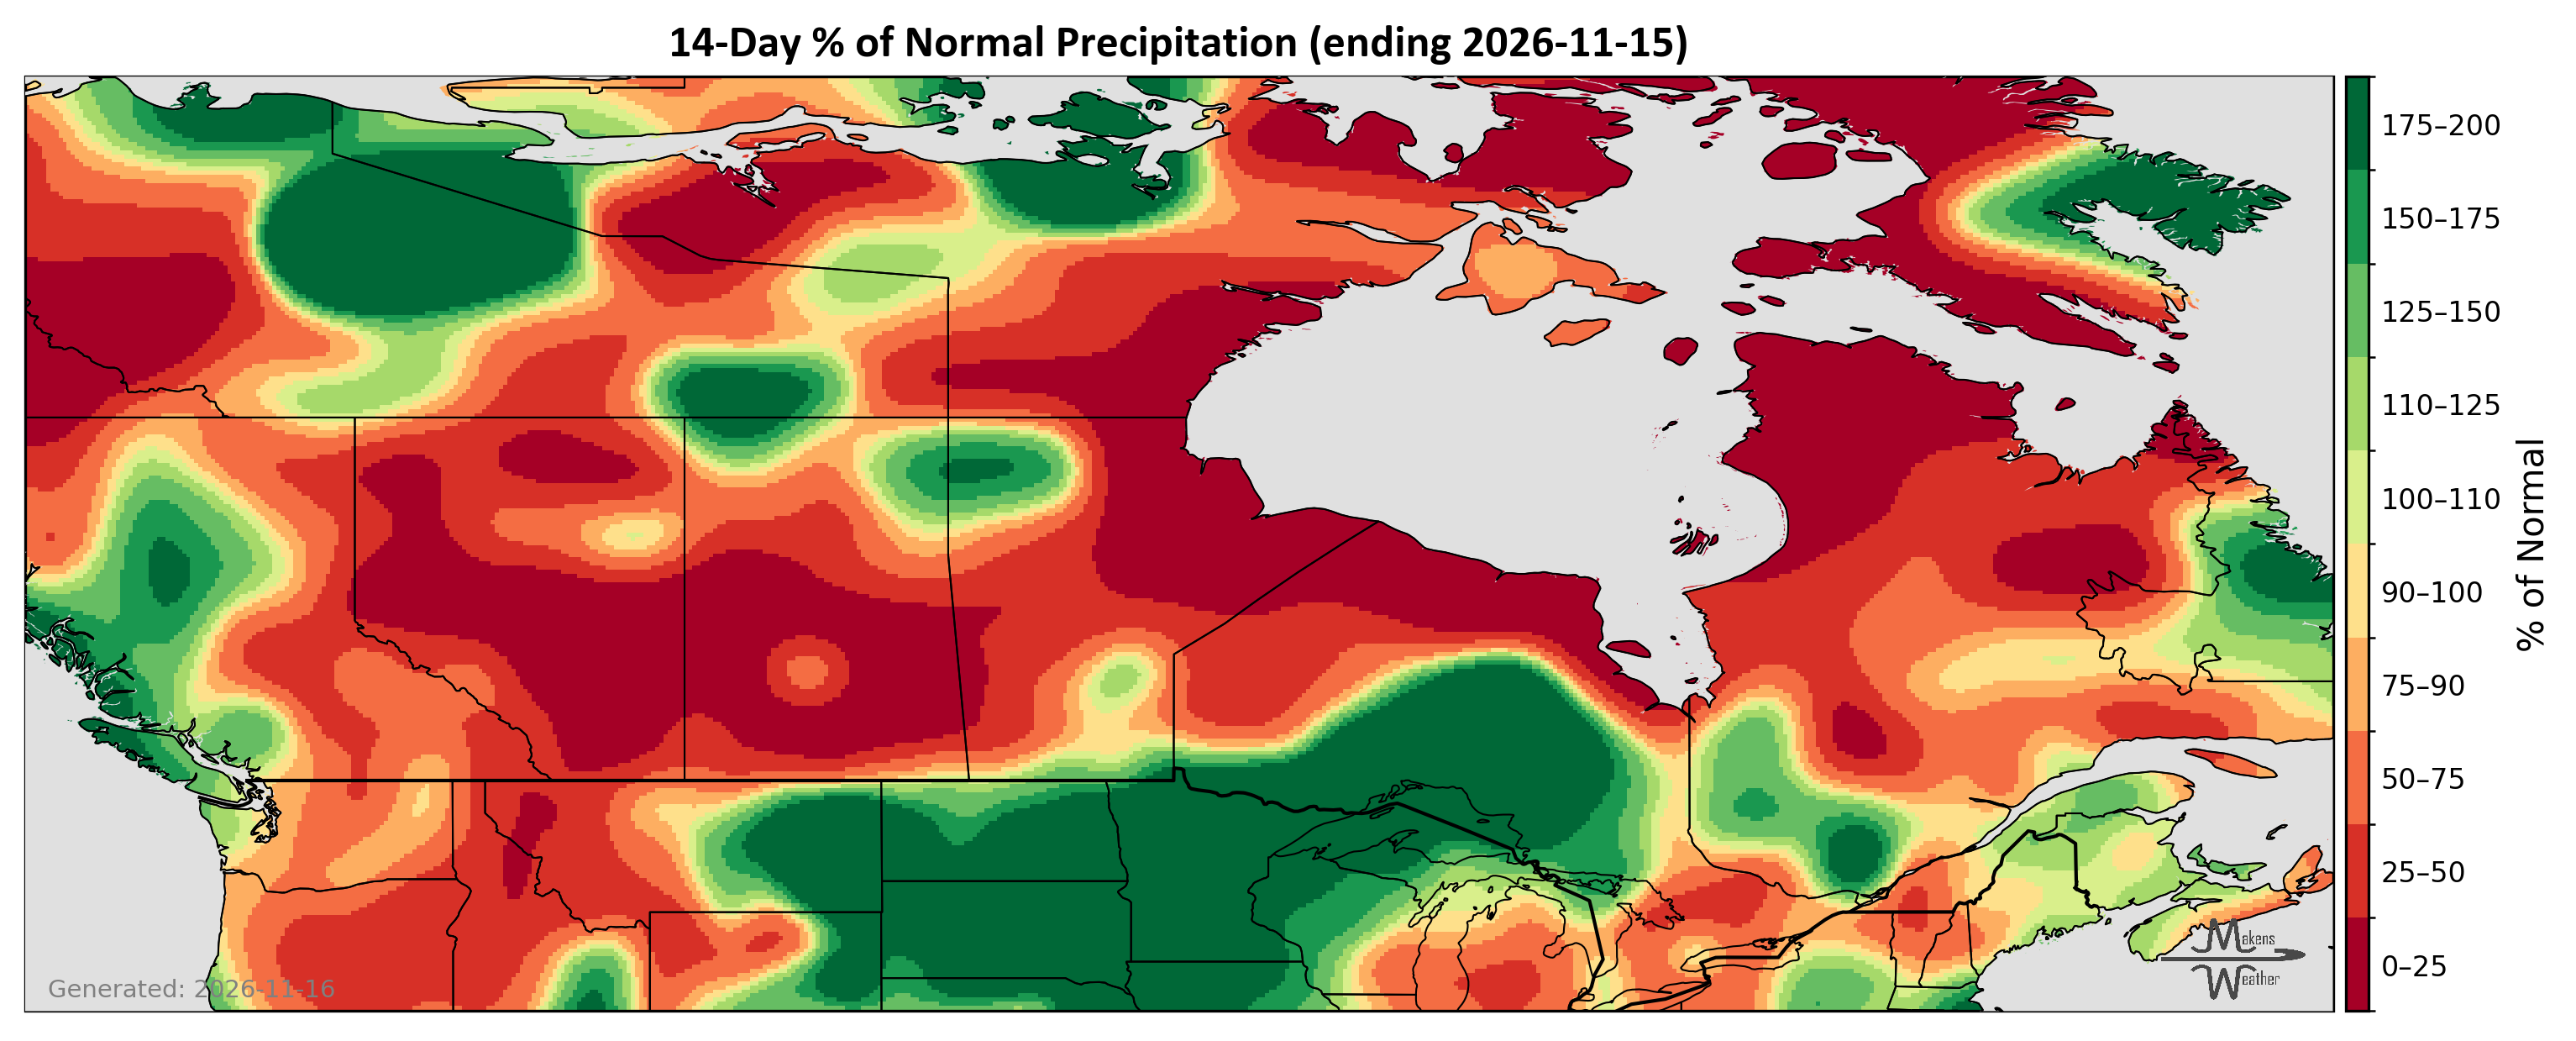 14-Day % of Normal Precipitation (ending 2026-11-15)
175–200
150–175
125–150
110–125
100–110
90–100
75–90
50–75
25–50
0–25
% of Normal
Makens
Weather
Generated: 2026-11-16